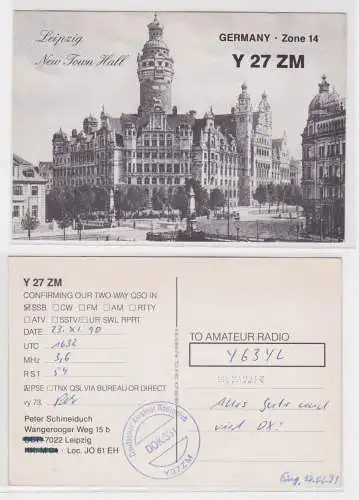 Leipzig
New Town Hall
GERMANY · Zone 14
Y 27 ZM
Y 27 ZM
CONFIRMING OUR TWO-WAY QSO IN
☑SSB ☐CW ☐FM ☐AM ☐RTTY
☐ATV ☐SSTV/☐UR SWL RPRT.
DATE 23. XI. 90
UTC 1632
MHz 3,6
R S T 59
☑PSE ☐TNX QSL VIA BUREAU OR DIRECT
vy 73.
Peter Schmeiduch
Wangerooger Weg 15 b
7027 Leipzig
Loc. JO 61 EH
TO AMATEUR RADIO
Y63YL
Alles Gute und
viel DX!
Y27ZM